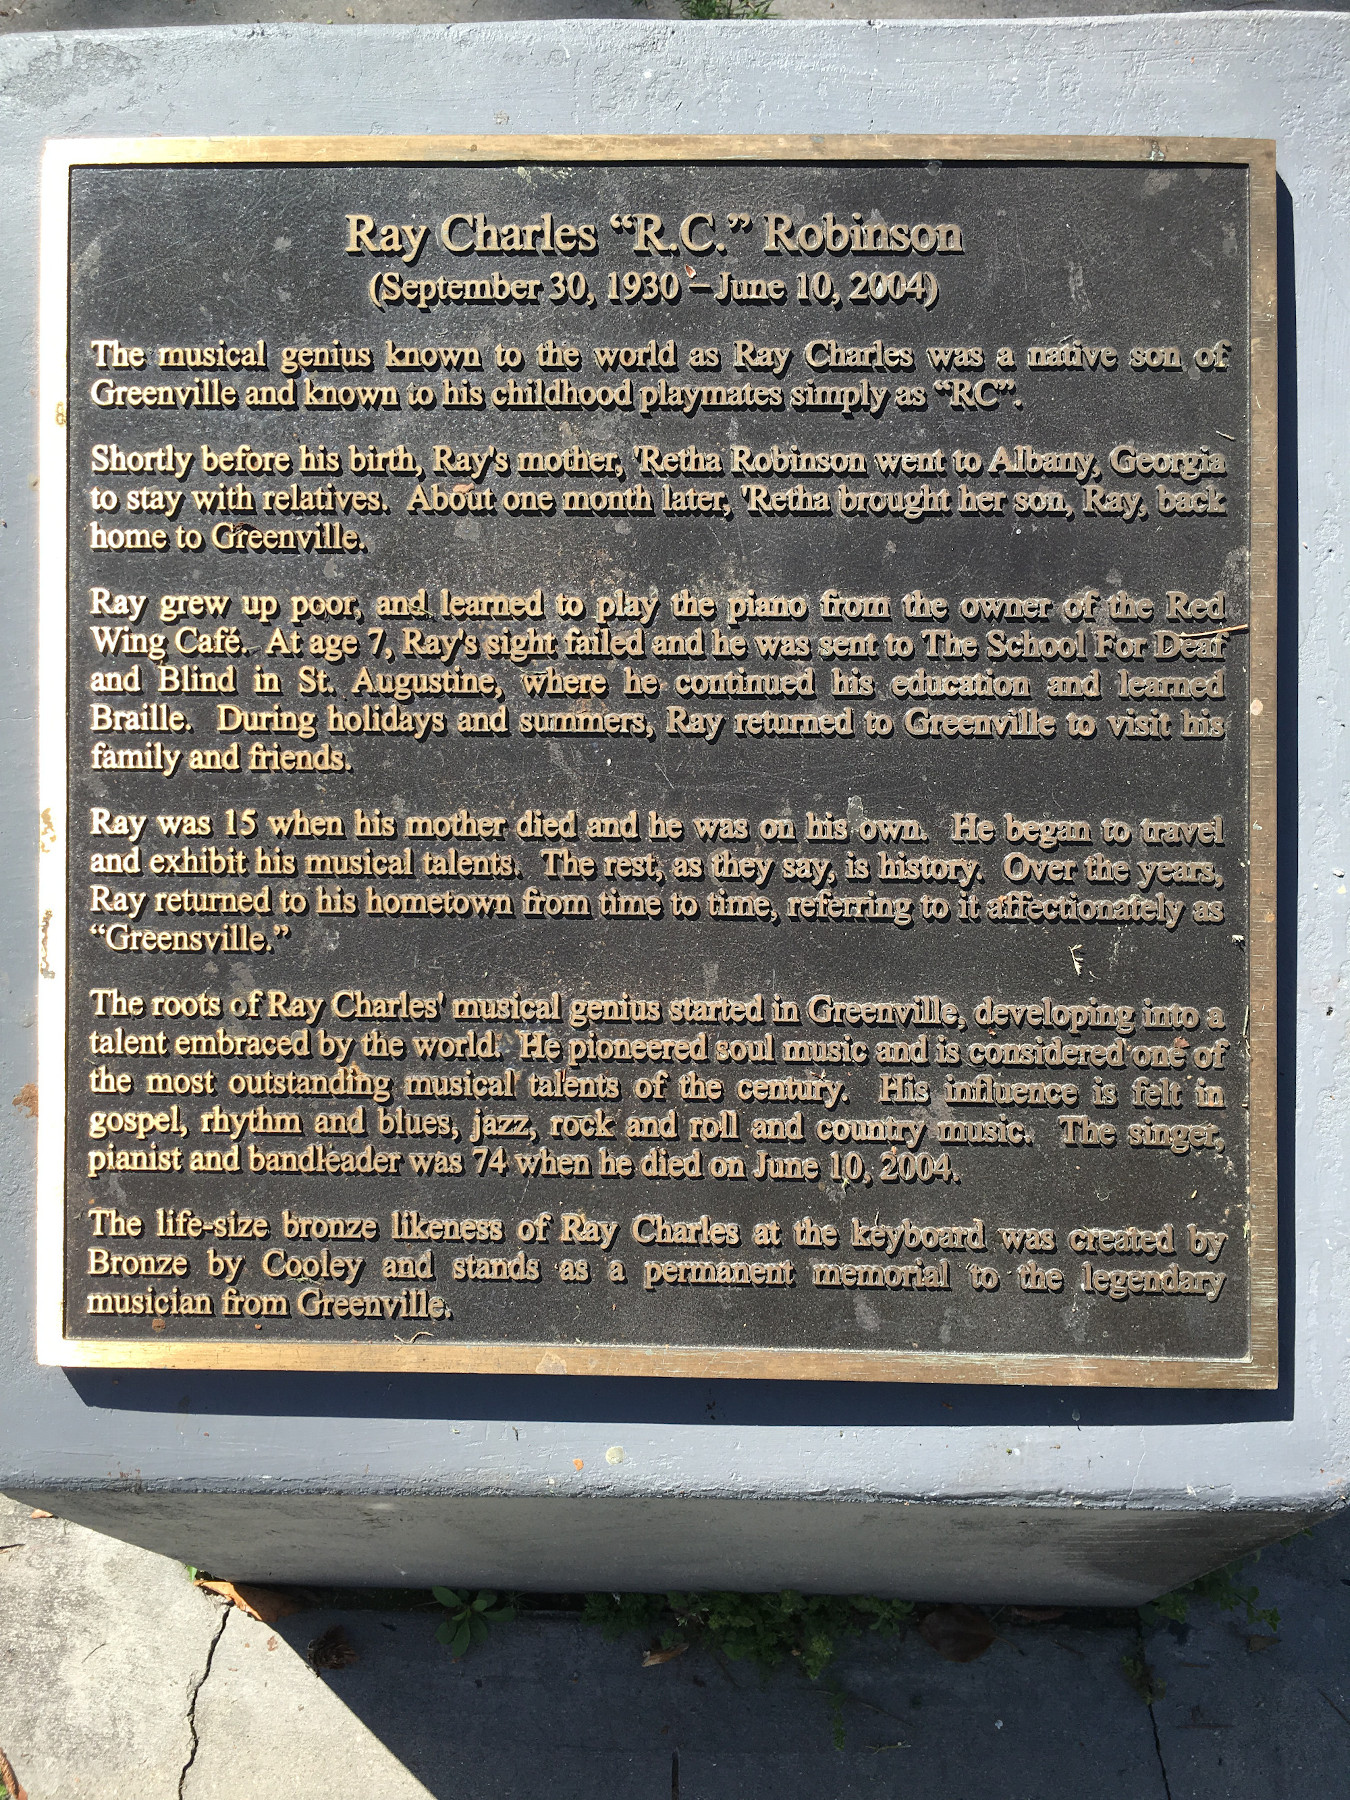 Ray Charles “R.C.” Robinson
(September 30, 1930 – June 10, 2004)
The musical genius known to the world as Ray Charles was a native son of
Greenville and known to his childhood playmates simply as “RC”.
Shortly before his birth, Ray's mother, 'Retha Robinson went to Albany, Georgia
to stay with relatives. About one month later, 'Retha brought her son, Ray, back
home to Greenville.
Ray grew up poor, and learned to play the piano from the owner of the Red
Wing Café. At age 7, Ray's sight failed and he was sent to The School For Deaf
and Blind in St. Augustine, where he continued his education and learned
Braille. During holidays and summers, Ray returned to Greenville to visit his
family and friends.
Ray was 15 when his mother died and he was on his own. He began to travel
and exhibit his musical talents. The rest, as they say, is history. Over the years,
Ray returned to his hometown from time to time, referring to it affectionately as
“Greensville.”
The roots of Ray Charles' musical genius started in Greenville, developing into a
talent embraced by the world. He pioneered soul music and is considered one of
the most outstanding musical talents of the century. His influence is felt in
gospel, rhythm and blues, jazz, rock and roll and country music. The singer,
pianist and bandleader was 74 when he died on June 10, 2004.
The life-size bronze likeness of Ray Charles at the keyboard was created by
Bronze by Cooley and stands as a permanent memorial to the legendary
musician from Greenville.